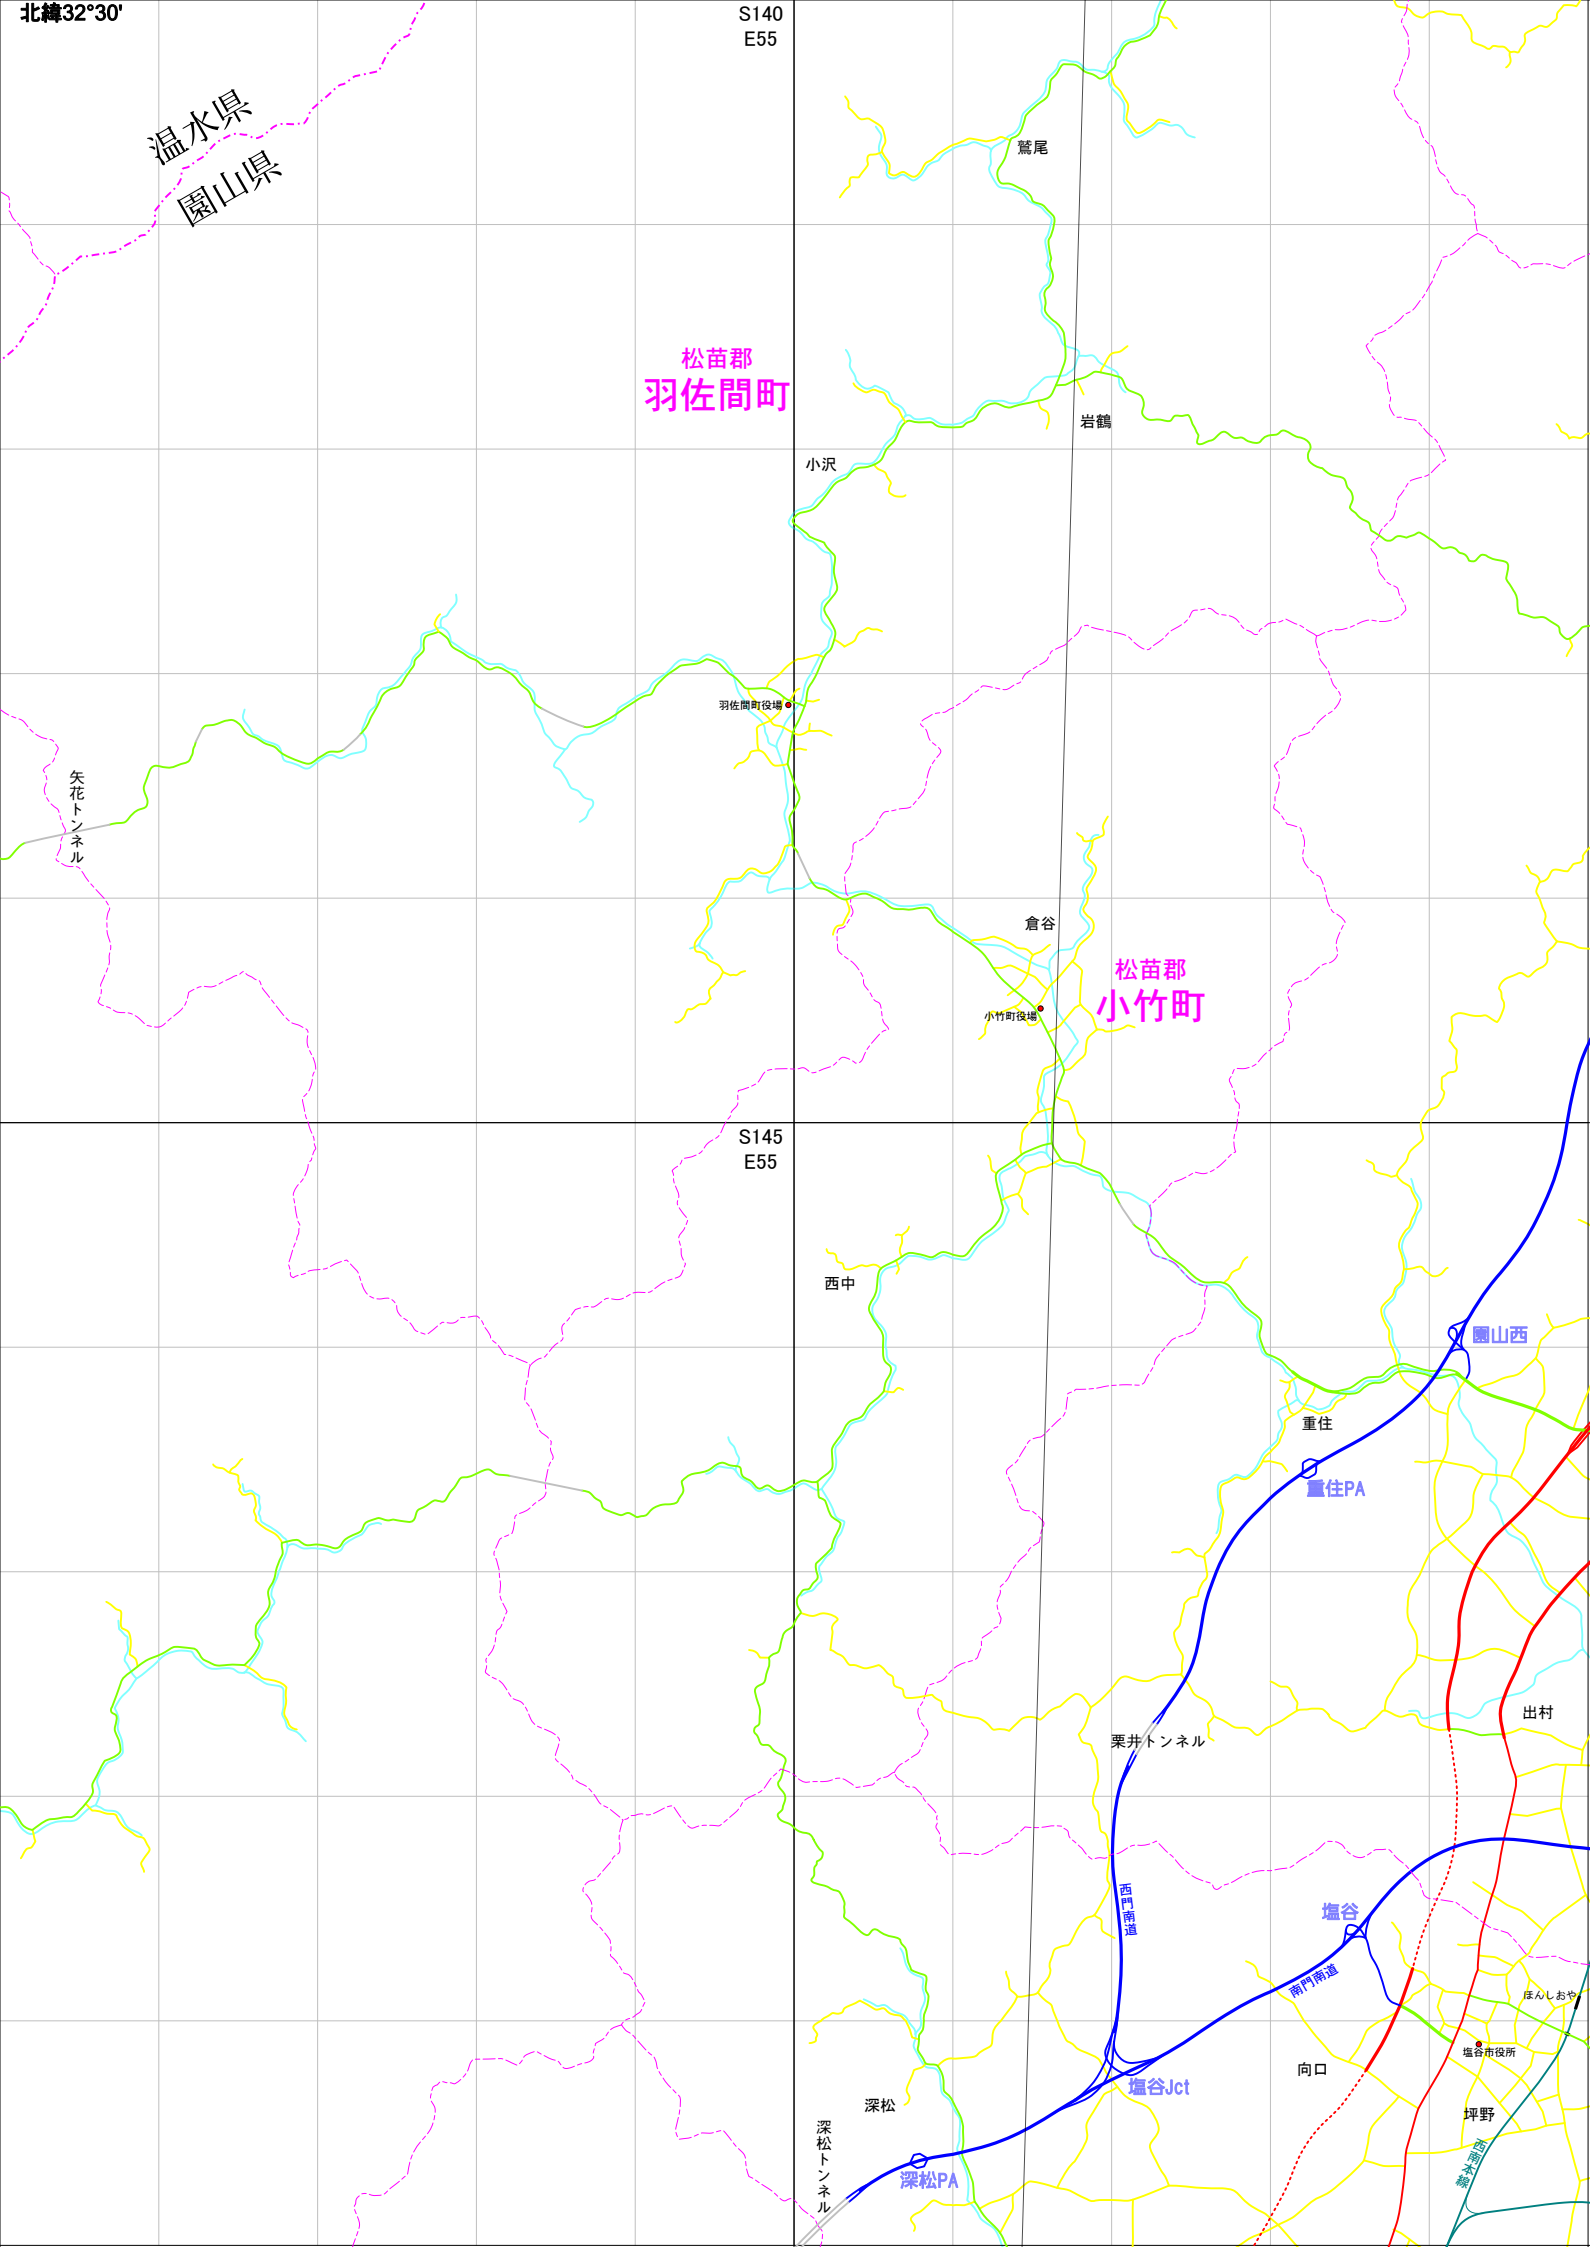 北緯32°30'
S140
E55
温水県
園山県
鷲尾
松苗郡
羽佐間町
岩鶴
小沢
羽佐間町役場
矢花トンネル
倉谷
松苗郡
小竹町
小竹町役場
S145
E55
西中
園山西
重住
重住PA
出村
栗井トンネル
西門南道
塩谷
南門南道
ほんしおや
塩谷市役所
向口
塩谷Jct
深松
坪野
深松トンネル
西南本線
深松PA